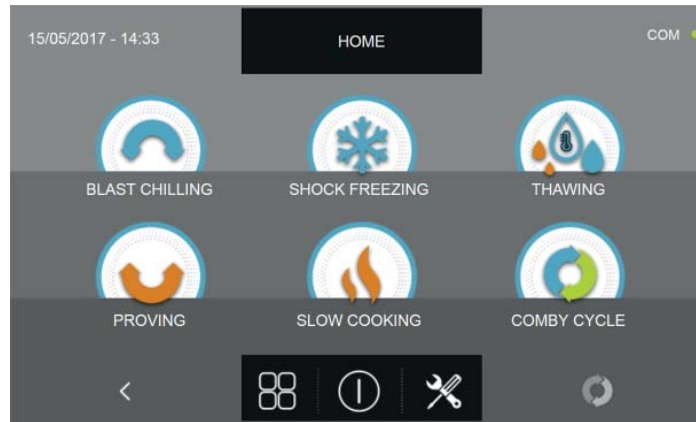 15/05/2017 - 14:33
HOME
COM
BLAST CHILLING
SHOCK FREEZING
THAWING
PROVING
SLOW COOKING
COMBY CYCLE